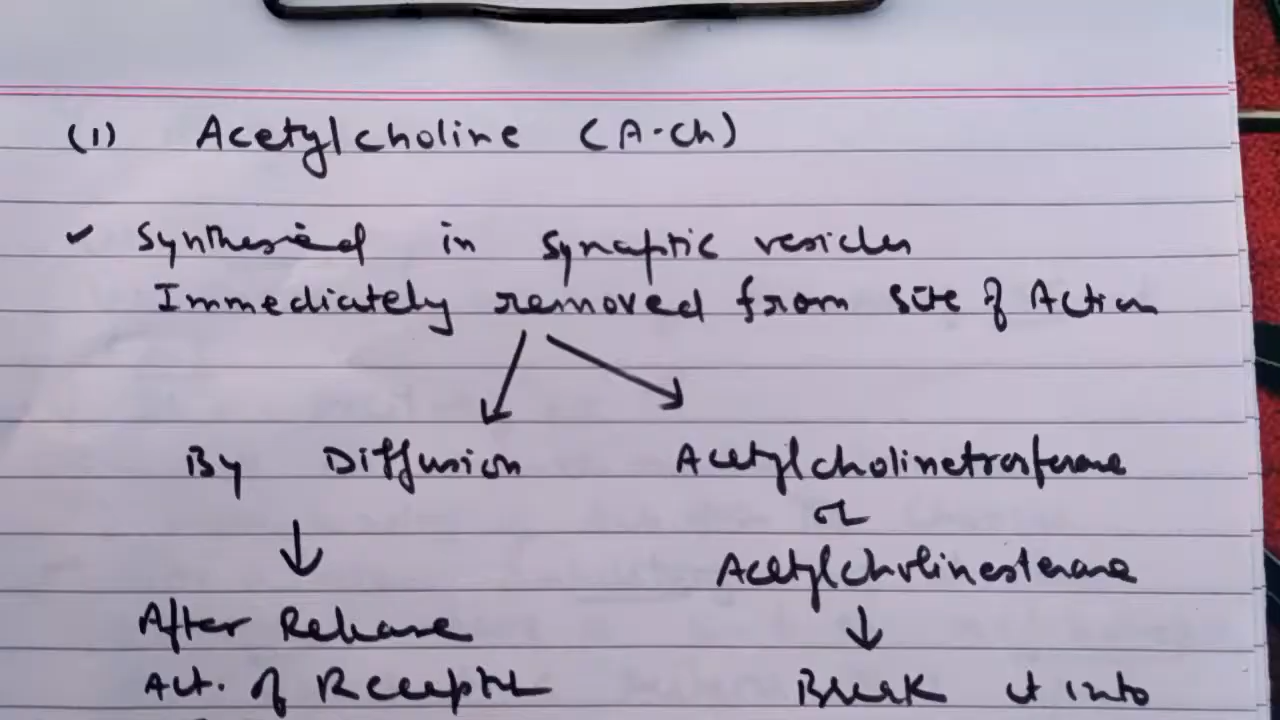 (1) Acetylcholine (A.Ch)
✓ Synthesized in Synaptic vesicles
Immediately removed from site of Action
By Diffusion Acetylcholinetrasferase
or
Acetylcholinesterase
After Release
Act. of Receptor Break it into